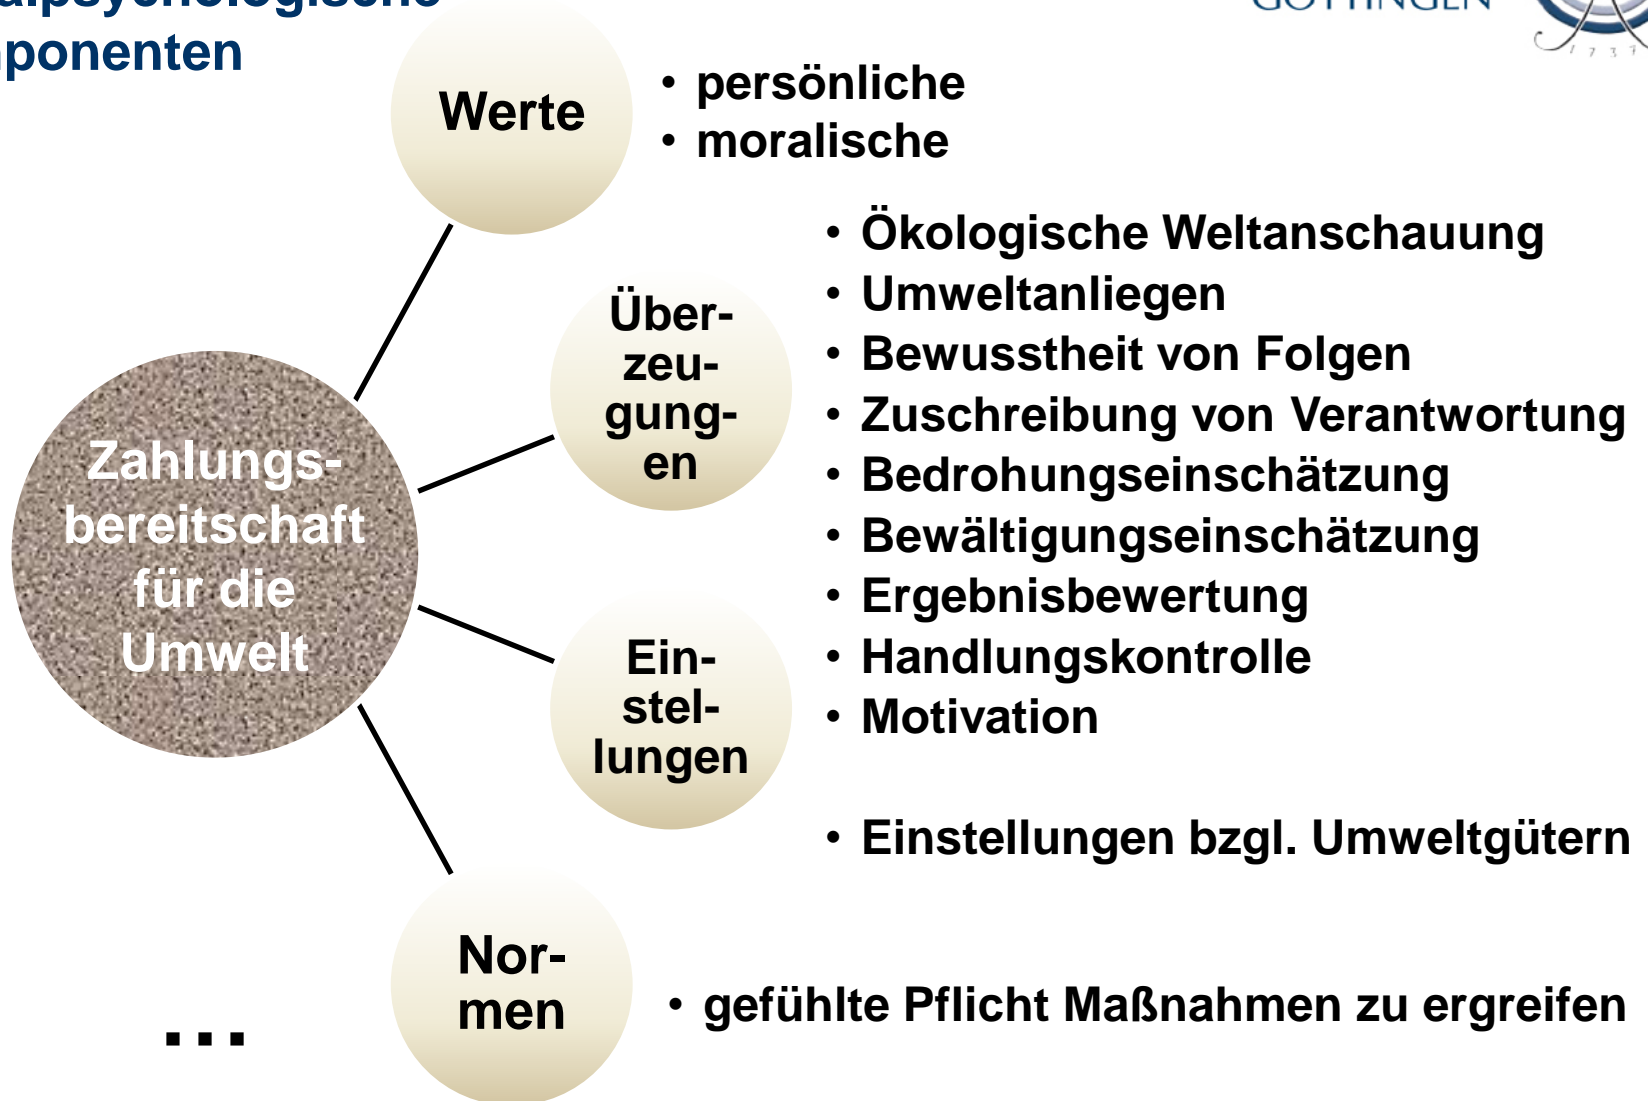 GÖTTINGEN
1737
Werte
• persönliche
• moralische
Über-
zeu-
gung-
en
• Ökologische Weltanschauung
• Umweltanliegen
• Bewusstheit von Folgen
• Zuschreibung von Verantwortung
• Bedrohungseinschätzung
• Bewältigungseinschätzung
• Ergebnisbewertung
• Handlungskontrolle
• Motivation
Zahlungs-
bereitschaft
für die
Umwelt
Ein-
stel-
lungen
• Einstellungen bzgl. Umweltgütern
Nor-
men
• gefühlte Pflicht Maßnahmen zu ergreifen
...